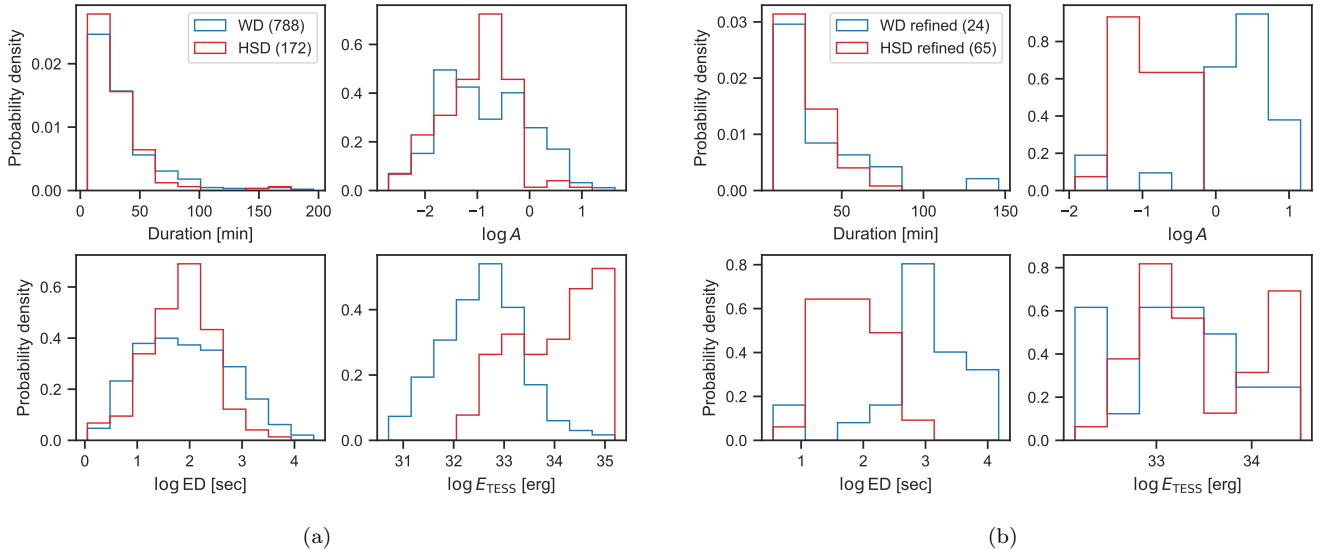 WD (788)
HSD (172)
Probability density
0.02
0.01
0.00
0 50 100 150 200
Duration [min]
0.6
0.4
0.2
0.0
−2 −1 0 1
log A
Probability density
0.6
0.4
0.2
0.0
0 1 2 3 4
log ED [sec]
0.4
0.2
0.0
31 32 33 34 35
log E_TESS [erg]
(a)
WD refined (24)
HSD refined (65)
Probability density
0.03
0.02
0.01
0.00
50 100 150
Duration [min]
0.8
0.6
0.4
0.2
0.0
−2 −1 0 1
log A
Probability density
0.8
0.6
0.4
0.2
0.0
1 2 3 4
log ED [sec]
0.8
0.6
0.4
0.2
0.0
33 34
log E_TESS [erg]
(b)